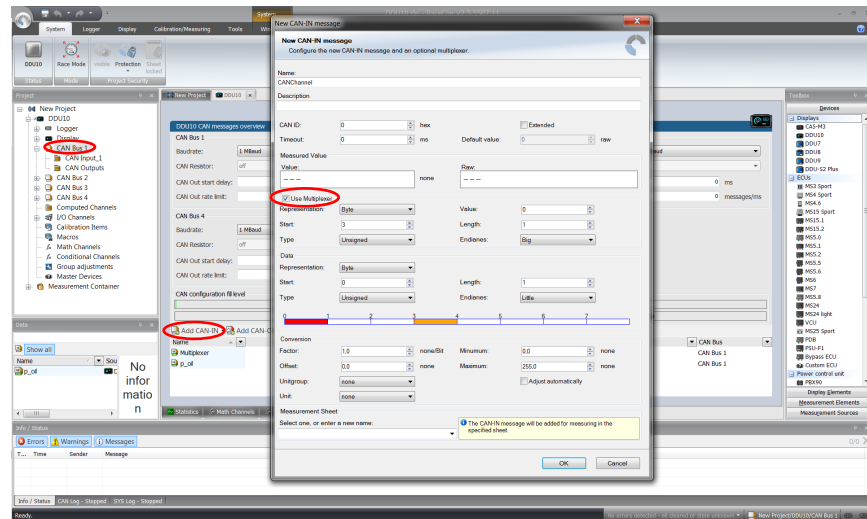 System
System Logger Display Calibration/Measuring Tools
DDU10 Race Mode visible Protection Sheet locked
Status Mode Project Security
Project
New Project
DDU10
Logger
Display
CAN Bus 1
CAN Input_1
CAN Outputs
CAN Bus 2
CAN Bus 3
CAN Bus 4
Computed Channels
I/O Channels
Calibration Items
Macros
Math Channels
Conditional Channels
Group adjustments
Master Devices
Measurement Container
Data
Show all
Name Sou
p_oil
No
infor
matio
n
New Project DDU10
DDU10 CAN messages overview
CAN Bus 1
Baudrate: 1 MBaud
CAN Resistor: off
CAN Out start delay: 0 ms
CAN Out rate limit: 0 messages/ms
CAN Bus 4
Baudrate: 1 MBaud
CAN Resistor: off
CAN Out start delay:
CAN Out rate limit:
CAN configuration fill level
Add CAN-IN Add CAN-
Name CAN Bus
Multiplexer CAN Bus 1
p_oil CAN Bus 1
Statistics Math Channels
New CAN-IN message
New CAN-IN message
Configure the new CAN-IN message and an optional multiplexer.
Name:
CANChannel
Description
CAN ID: 0 hex Extended
Timeout: 0 ms Default value: 0 raw
Measured Value
Value: Raw:
--- none ---
Use Multiplexer
Representation: Byte Value: 0
Start: 3 Length: 1
Type Unsigned Endianes: Big
Data
Representation: Byte
Start: 0 Length: 1
Type Unsigned Endianes: Little
0 1 2 3 4 5 6 7
Conversion
Factor: 1,0 none/Bit Minumum: 0,0 none
Offset: 0,0 none Maximum: 255,0 none
Unitgroup: none Adjust automatically
Unit: none
Measurement Sheet
Select one, or enter a new name:
The CAN-IN message will be added for measuring in the
specified sheet.
OK Cancel
Toolbox
Devices
Displays
CAS-M3
DDU10
DDU7
DDU8
DDU9
DDU-S2 Plus
ECUs
MS3 Sport
MS4 Sport
MS4.6
MS15 Sport
MS15.1
MS15.2
MS5.0
MS5.1
MS5.2
MS5.5
MS5.6
MS6
MS7
MS5.8
MS24
MS24 light
VCU
MS25 Sport
PDB
PSU-F1
Bypass ECU
Custom ECU
Power control unit
PBX90
Display Elements
Measurement Elements
Measurement Sources
Info / Status
Errors Warnings Messages 0/0
T... Time Sender Message
Info / Status CAN Log - Stopped SYS Log - Stopped
Ready. New Project/DDU10/CAN Bus 1